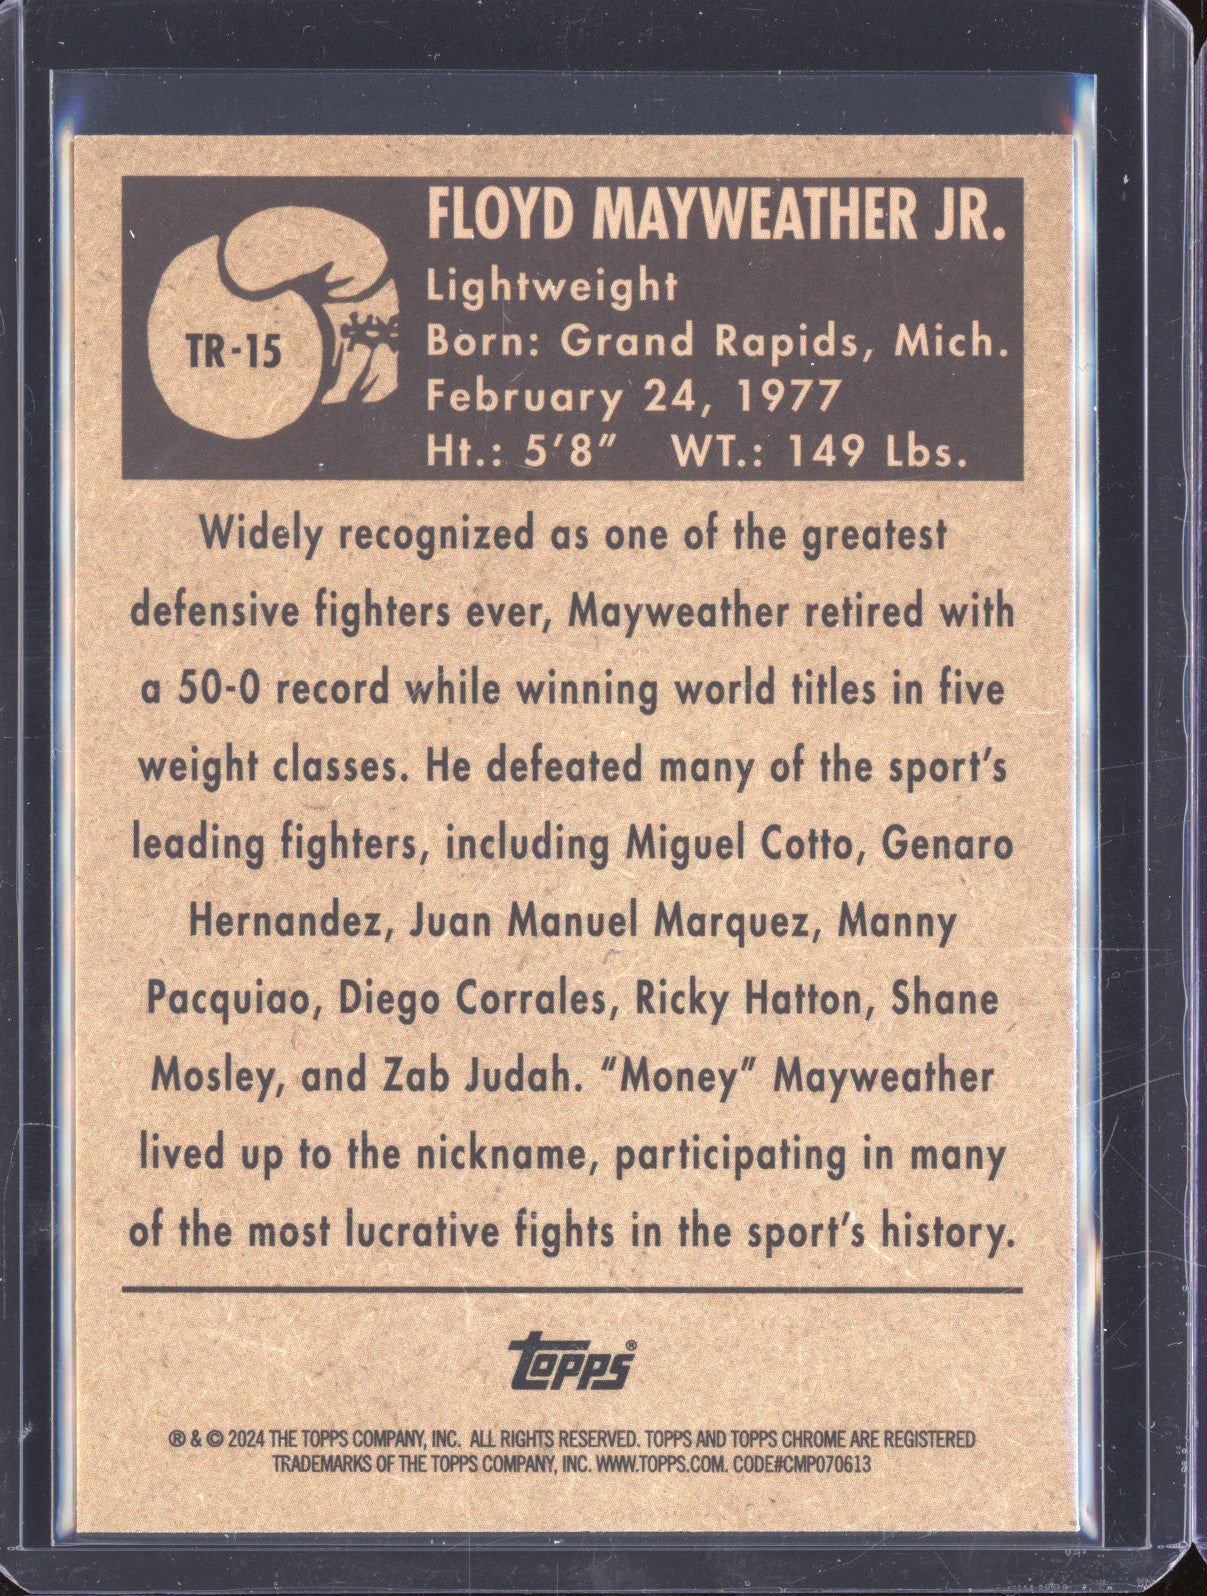 FLOYD MAYWEATHER JR.
Lightweight
TR-15
Born: Grand Rapids, Mich.
February 24, 1977
Ht.: 5'8" WT.: 149 Lbs.
Widely recognized as one of the greatest
defensive fighters ever, Mayweather retired with
a 50-0 record while winning world titles in five
weight classes. He defeated many of the sport's
leading fighters, including Miguel Cotto, Genaro
Hernandez, Juan Manuel Marquez, Manny
Pacquiao, Diego Corrales, Ricky Hatton, Shane
Mosley, and Zab Judah. "Money" Mayweather
lived up to the nickname, participating in many
of the most lucrative fights in the sport's history.
topps®
® & © 2024 THE TOPPS COMPANY, INC. ALL RIGHTS RESERVED. TOPPS AND TOPPS CHROME ARE REGISTERED
TRADEMARKS OF THE TOPPS COMPANY, INC. WWW.TOPPS.COM. CODE#CMP070613